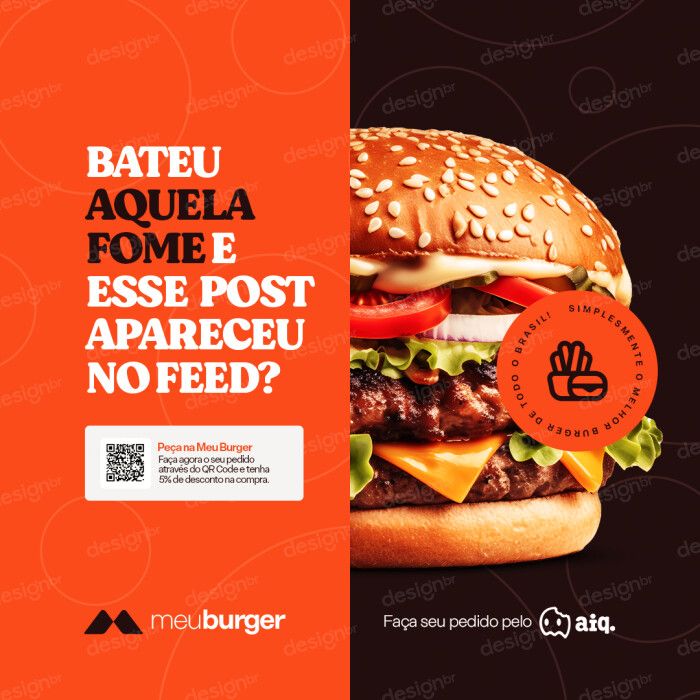 BATEU
AQUELA
FOME E
ESSE POST
APARECEU
NO FEED?
Peça na Meu Burger
Faça agora o seu pedido
através do QR Code e tenha
5% de desconto na compra.
SIMPLESMENTE O MELHOR BURGER DE TODO O BRASIL!
meuburger
Faça seu pedido pelo aiq.
designbr